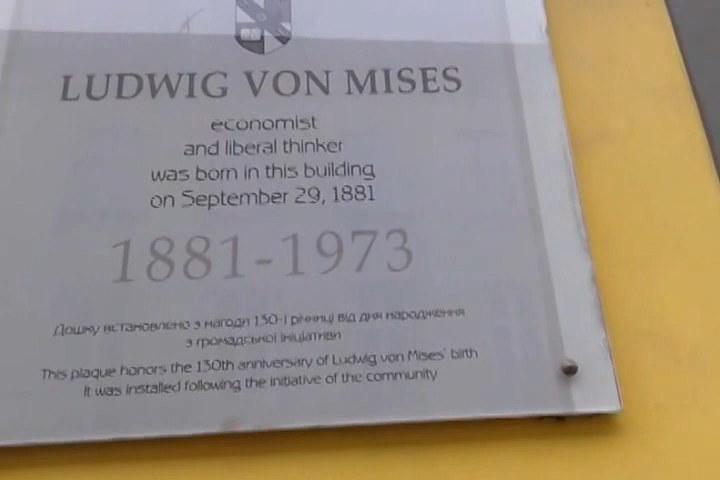 LUDWIG VON MISES
economist
and liberal thinker
was born in this building
on September 29, 1881
1881-1973
Дошку встановлено з нагоди 130-ї річниці від дня народження
з громадської ініціативи
This plaque honors the 130th anniversary of Ludwig von Mises' birth
It was installed following the initiative of the community